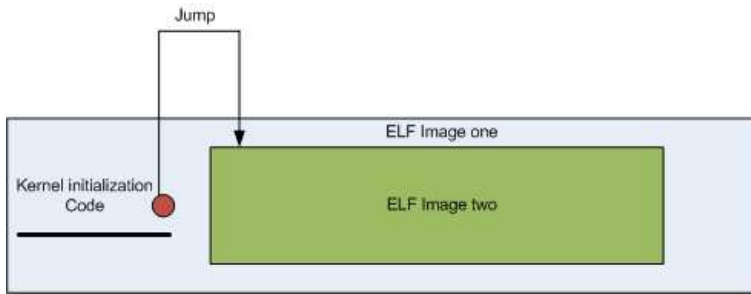 Jump
ELF Image one
Kernel initialization
Code
ELF Image two